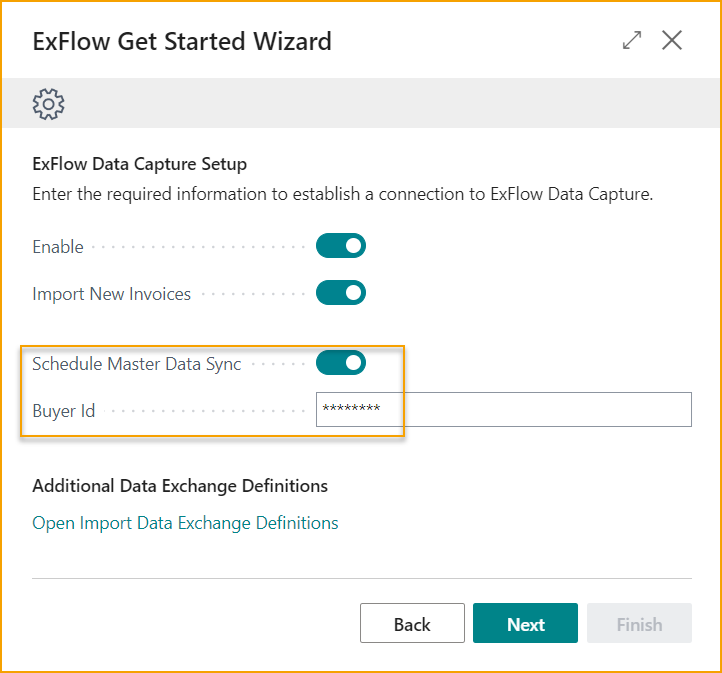 ExFlow Get Started Wizard
ExFlow Data Capture Setup
Enter the required information to establish a connection to ExFlow Data Capture.
Enable
Import New Invoices
Schedule Master Data Sync
Buyer Id ********
Additional Data Exchange Definitions
Open Import Data Exchange Definitions
Back Next Finish